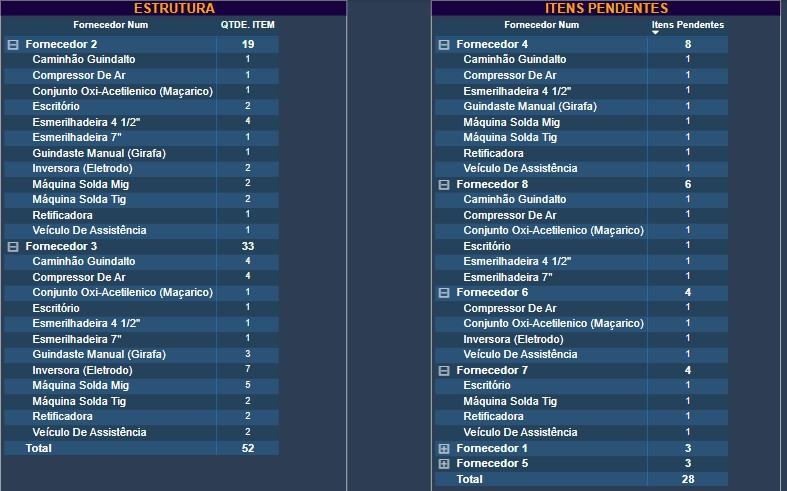 ESTRUTURA
Fornecedor Num QTDE. ITEM
Fornecedor 2 19
Caminhão Guindalto 1
Compressor De Ar 1
Conjunto Oxi-Acetilenico (Maçarico) 1
Escritório 2
Esmerilhadeira 4 1/2" 4
Esmerilhadeira 7" 1
Guindaste Manual (Girafa) 1
Inversora (Eletrodo) 2
Máquina Solda Mig 2
Máquina Solda Tig 2
Retificadora 1
Veículo De Assistência 1
Fornecedor 3 33
Caminhão Guindalto 4
Compressor De Ar 4
Conjunto Oxi-Acetilenico (Maçarico) 1
Escritório 1
Esmerilhadeira 4 1/2" 1
Esmerilhadeira 7" 1
Guindaste Manual (Girafa) 3
Inversora (Eletrodo) 7
Máquina Solda Mig 5
Máquina Solda Tig 2
Retificadora 2
Veículo De Assistência 2
Total 52
ITENS PENDENTES
Fornecedor Num Itens Pendentes
Fornecedor 4 8
Caminhão Guindalto 1
Compressor De Ar 1
Esmerilhadeira 4 1/2" 1
Guindaste Manual (Girafa) 1
Máquina Solda Mig 1
Máquina Solda Tig 1
Retificadora 1
Veículo De Assistência 1
Fornecedor 8 6
Caminhão Guindalto 1
Compressor De Ar 1
Conjunto Oxi-Acetilenico (Maçarico) 1
Escritório 1
Esmerilhadeira 4 1/2" 1
Esmerilhadeira 7" 1
Fornecedor 6 4
Compressor De Ar 1
Conjunto Oxi-Acetilenico (Maçarico) 1
Inversora (Eletrodo) 1
Veículo De Assistência 1
Fornecedor 7 4
Escritório 1
Máquina Solda Tig 1
Retificadora 1
Veículo De Assistência 1
Fornecedor 1 3
Fornecedor 5 3
Total 28